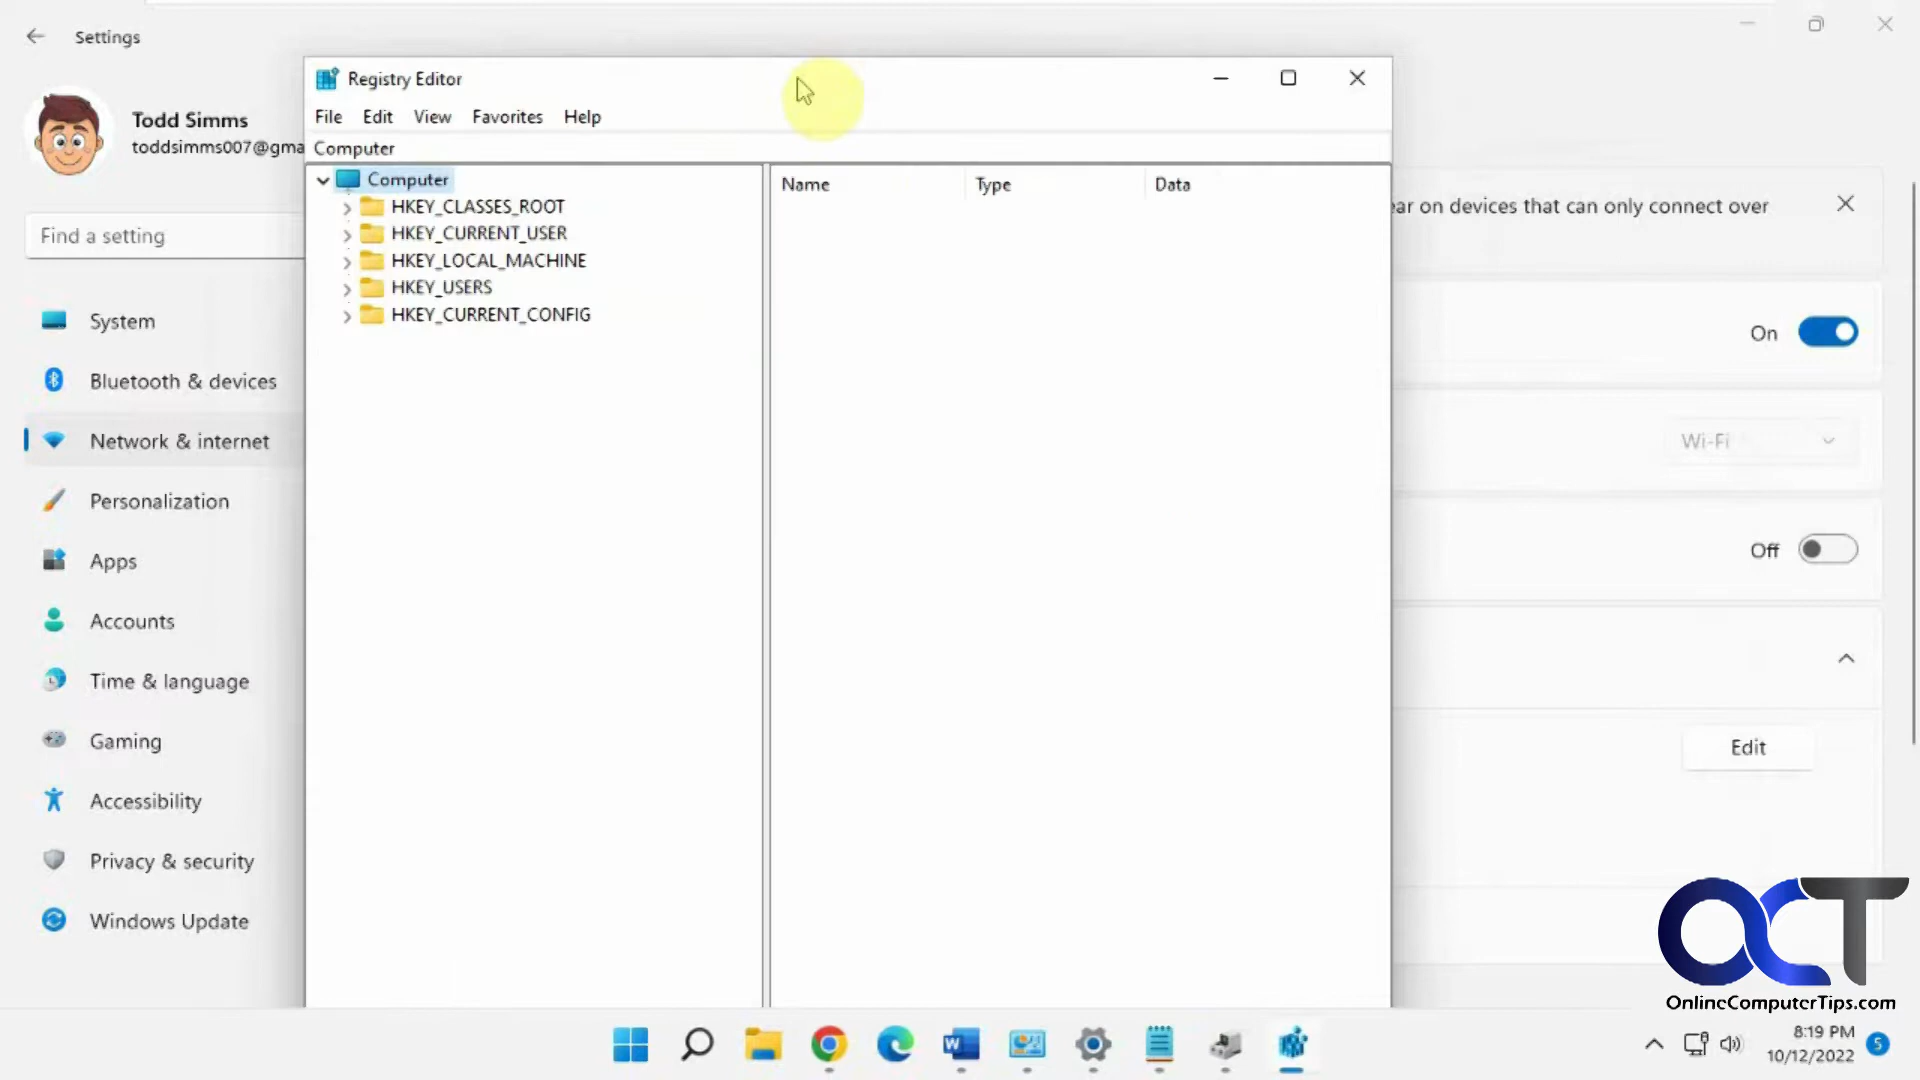 Settings
Todd Simms
toddsimms007@gma
Find a setting
System
Bluetooth & devices
Network & internet
Personalization
Apps
Accounts
Time & language
Gaming
Accessibility
Privacy & security
Windows Update
Registry Editor
File Edit View Favorites Help
Computer
Computer
HKEY_CLASSES_ROOT
HKEY_CURRENT_USER
HKEY_LOCAL_MACHINE
HKEY_USERS
HKEY_CURRENT_CONFIG
Name Type Data
ear on devices that can only connect over
On
Wi-Fi
Off
Edit
OCT
OnlineComputerTips.com
W
8:19 PM
10/12/2022
5